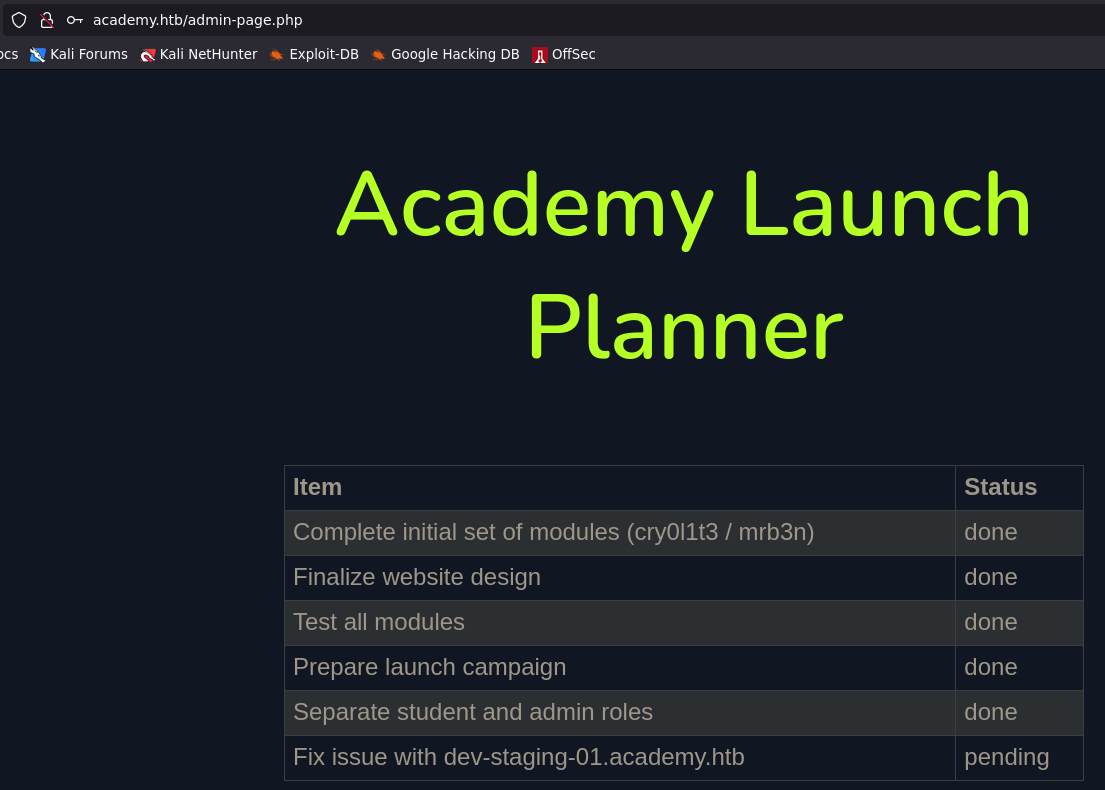 academy.htb/admin-page.php
ocs Kali Forums Kali NetHunter Exploit-DB Google Hacking DB OffSec
Academy Launch
Planner
Item Status
Complete initial set of modules (cry0l1t3 / mrb3n) done
Finalize website design done
Test all modules done
Prepare launch campaign done
Separate student and admin roles done
Fix issue with dev-staging-01.academy.htb pending